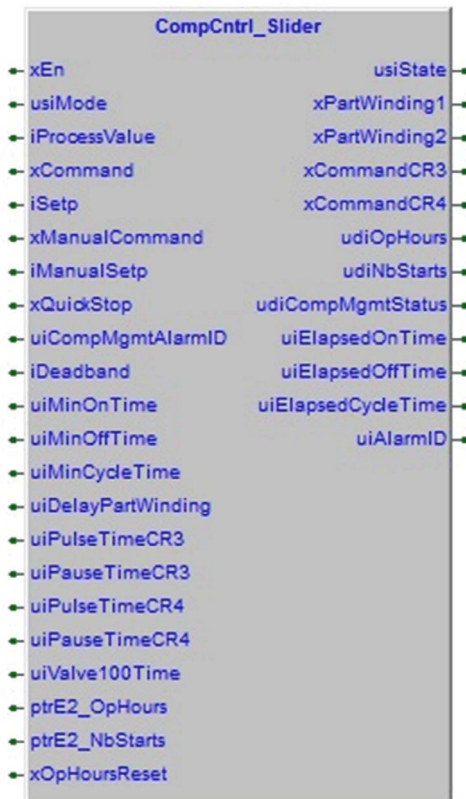 CompCntrl_Slider
xEn usiState
usiMode xPartWinding1
iProcessValue xPartWinding2
xCommand xCommandCR3
iSetp xCommandCR4
xManualCommand udiOpHours
iManualSetp udiNbStarts
xQuickStop udiCompMgmtStatus
uiCompMgmtAlarmID uiElapsedOnTime
iDeadband uiElapsedOffTime
uiMinOnTime uiElapsedCycleTime
uiMinOffTime uiAlarmID
uiMinCycleTime
uiDelayPartWinding
uiPulseTimeCR3
uiPauseTimeCR3
uiPulseTimeCR4
uiPauseTimeCR4
uiValve100Time
ptrE2_OpHours
ptrE2_NbStarts
xOpHoursReset